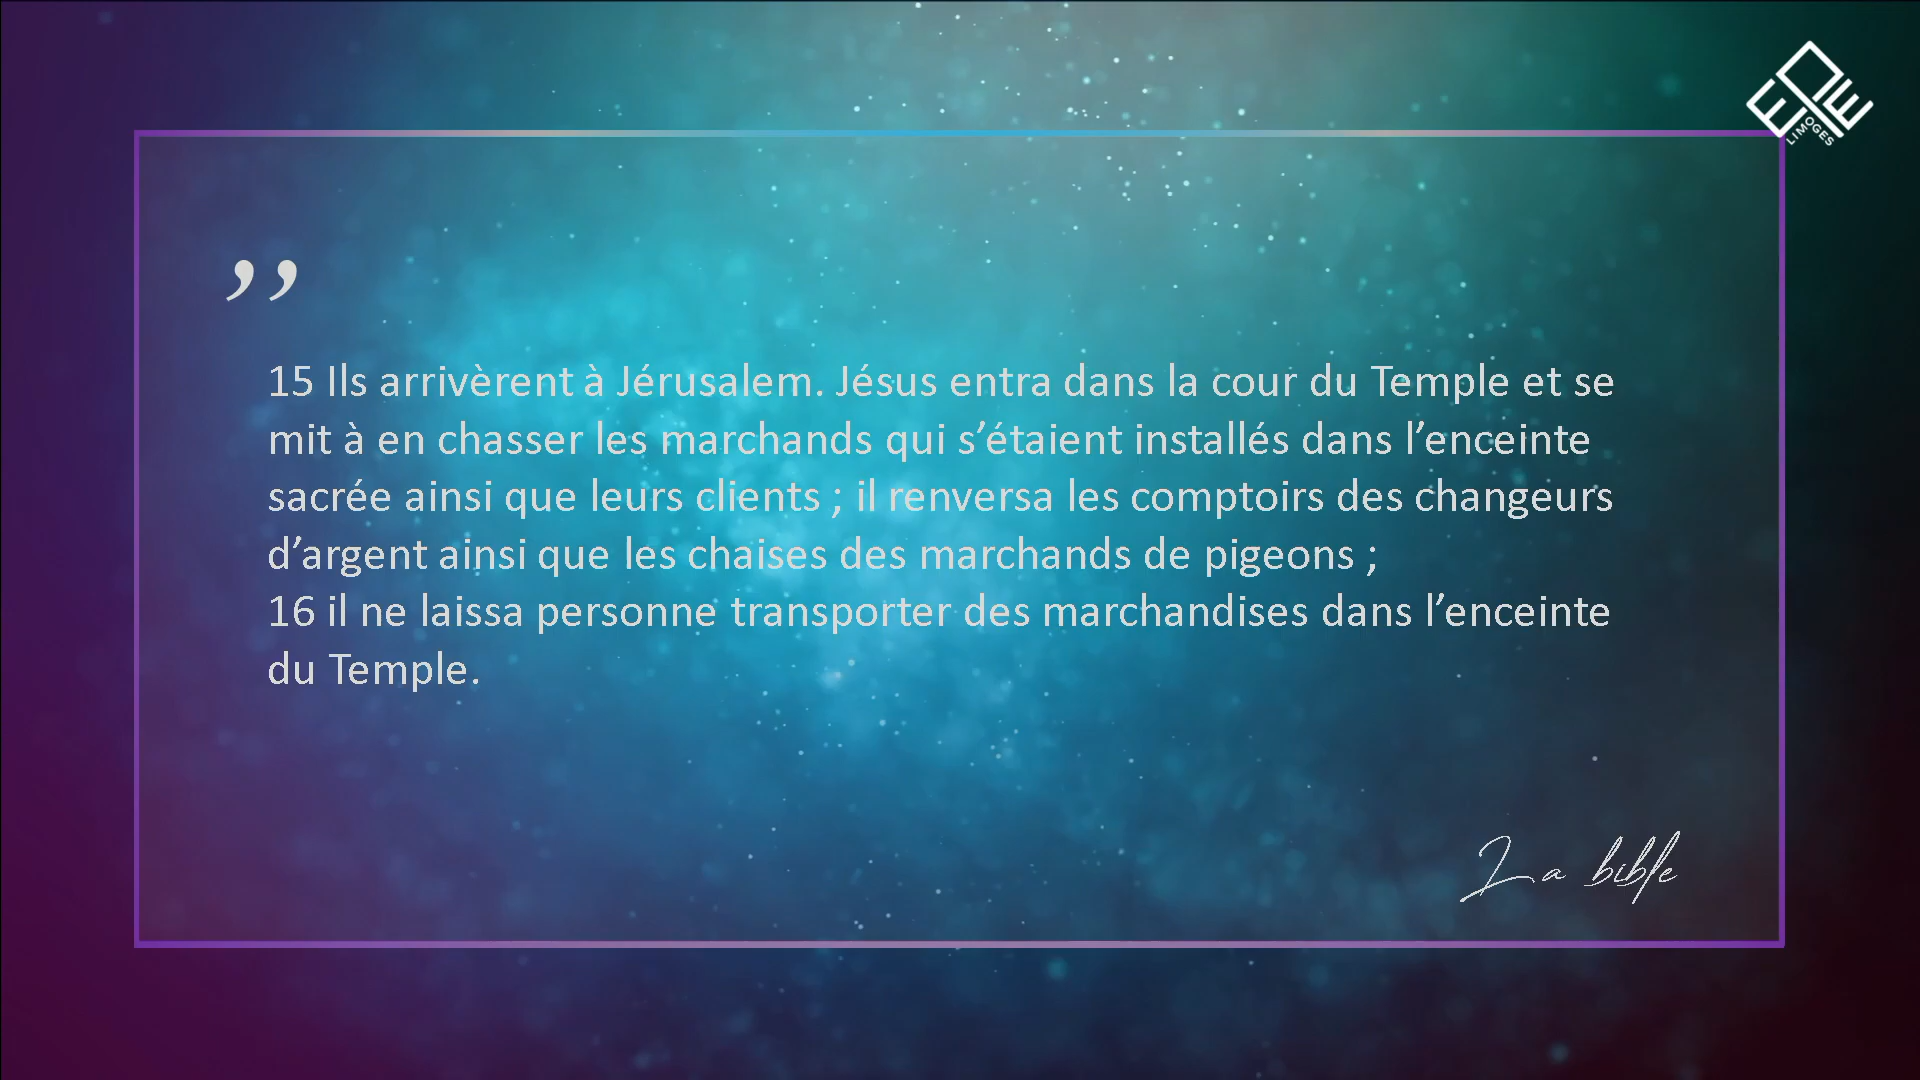 EPE
LIMOGES
”
15 Ils arrivèrent à Jérusalem. Jésus entra dans la cour du Temple et se
mit à en chasser les marchands qui s’étaient installés dans l’enceinte
sacrée ainsi que leurs clients ; il renversa les comptoirs des changeurs
d’argent ainsi que les chaises des marchands de pigeons ;
16 il ne laissa personne transporter des marchandises dans l’enceinte
du Temple.
La bible